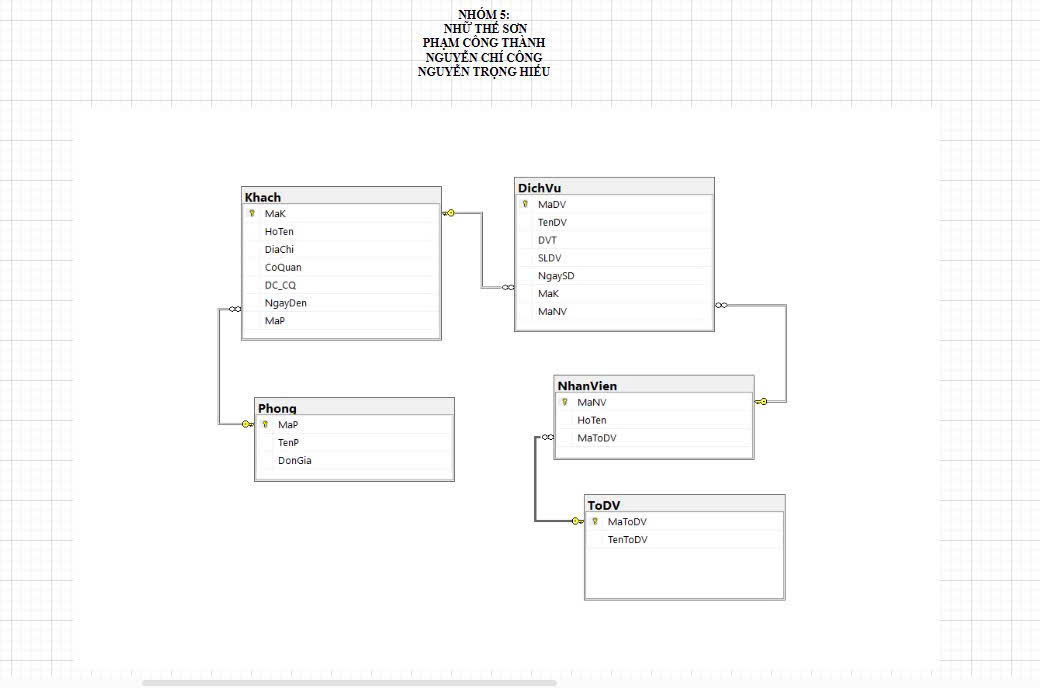 NHÓM 5:
NHỮ THẾ SƠN
PHẠM CÔNG THÀNH
NGUYỄN CHÍ CÔNG
NGUYỄN TRỌNG HIẾU
Khach
MaK
HoTen
DiaChi
CoQuan
DC_CQ
NgayDen
MaP
DichVu
MaDV
TenDV
DVT
SLDV
NgaySD
MaK
MaNV
Phong
MaP
TenP
DonGia
NhanVien
MaNV
HoTen
MaToDV
ToDV
MaToDV
TenToDV